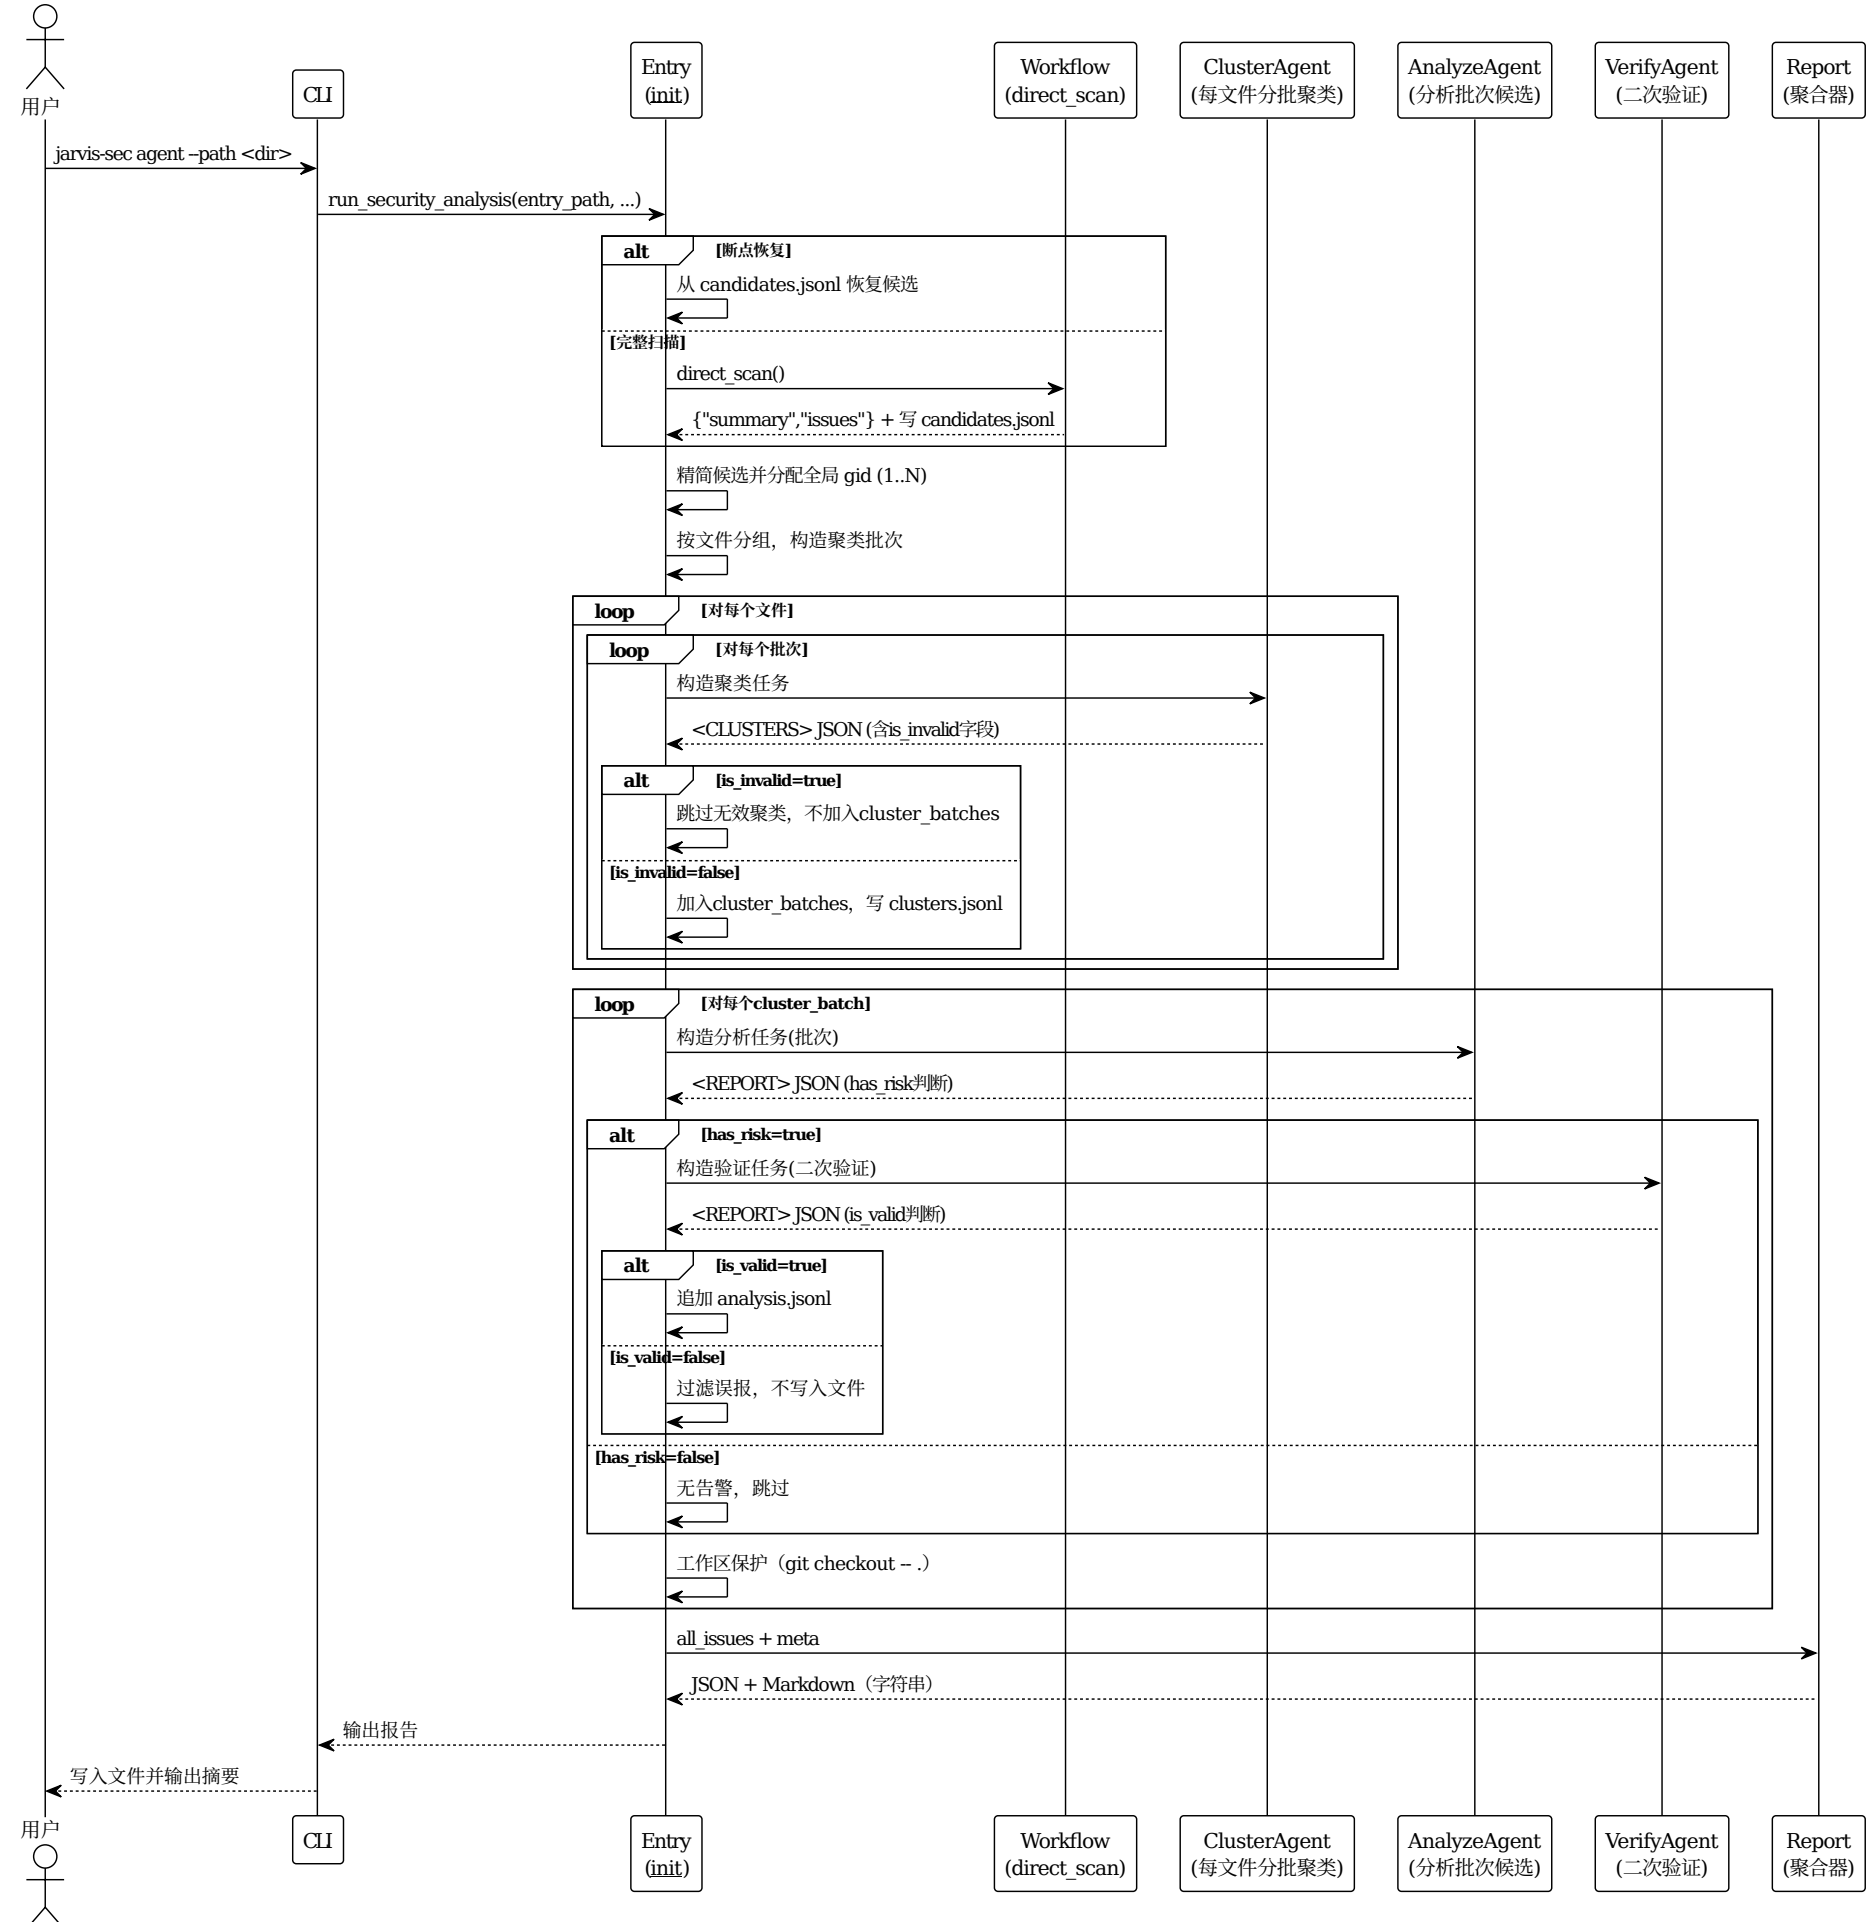 用户
CLI
Entry
(init)
Workflow
(direct_scan)
ClusterAgent
(每文件分批聚类)
AnalyzeAgent
(分析批次候选)
VerifyAgent
(二次验证)
Report
(聚合器)
jarvis-sec agent --path <dir>
run_security_analysis(entry_path, ...)
alt [断点恢复]
从 candidates.jsonl 恢复候选
[完整扫描]
direct_scan()
{"summary","issues"} + 写 candidates.jsonl
精简候选并分配全局 gid (1..N)
按文件分组，构造聚类批次
loop [对每个文件]
loop [对每个批次]
构造聚类任务
<CLUSTERS> JSON (含is_invalid字段)
alt [is_invalid=true]
跳过无效聚类，不加入cluster_batches
[is_invalid=false]
加入cluster_batches，写 clusters.jsonl
loop [对每个cluster_batch]
构造分析任务(批次)
<REPORT> JSON (has_risk判断)
alt [has_risk=true]
构造验证任务(二次验证)
<REPORT> JSON (is_valid判断)
alt [is_valid=true]
追加 analysis.jsonl
[is_valid=false]
过滤误报，不写入文件
[has_risk=false]
无告警，跳过
工作区保护（git checkout -- .）
all_issues + meta
JSON + Markdown（字符串）
输出报告
写入文件并输出摘要
用户
CLI
Entry
(init)
Workflow
(direct_scan)
ClusterAgent
(每文件分批聚类)
AnalyzeAgent
(分析批次候选)
VerifyAgent
(二次验证)
Report
(聚合器)